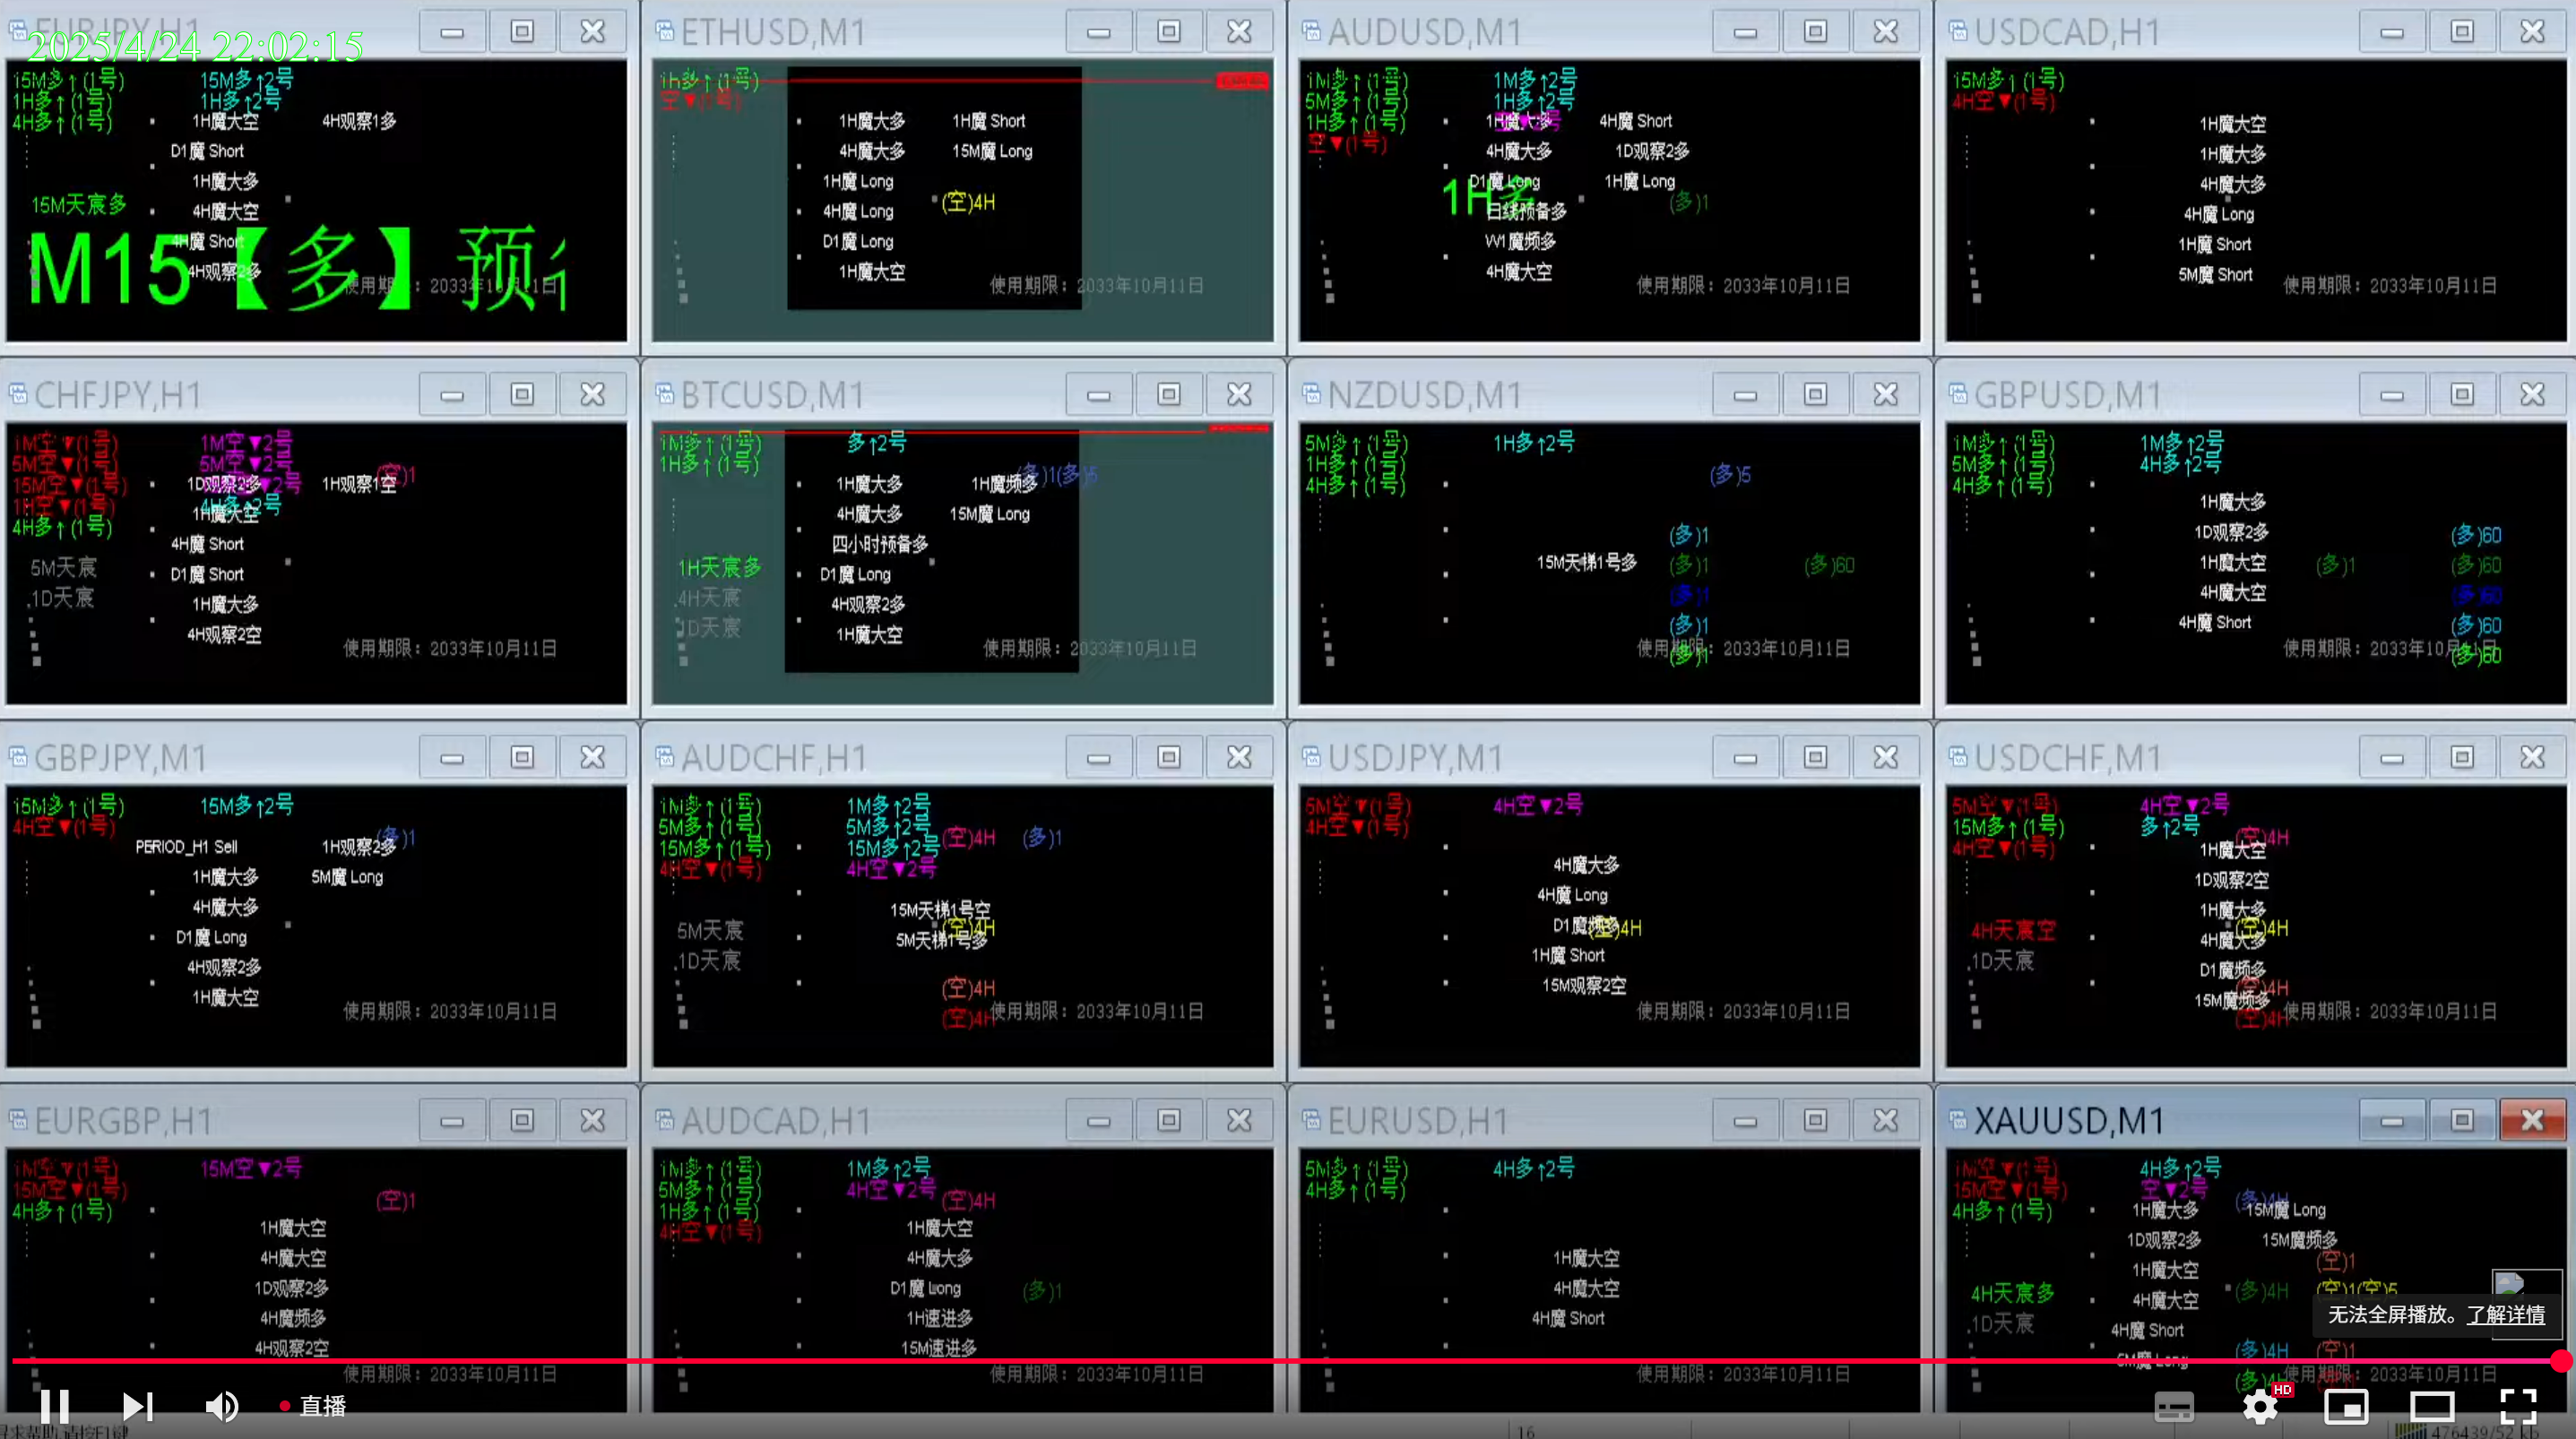 EURJPY,H1
2025/4/24 22:02:15
15M多↑(1号) 15M多↑2号
1H多↑(1号) 1H多↑2号
4H多↑(1号) 1H魔大空 4H观察1多
D1魔 Short
1H魔大多
15M天宸多 4H魔大空
4H魔 Short
M15【多】预
4H观察2多
使用期限：2033年10月11日
ETHUSD,M1
1H多↑(1号)
空▼(1号)
1H魔大多 1H魔 Short
4H魔大多 15M魔 Long
1H魔 Long
(空)4H
4H魔 Long
D1魔 Long
1H魔大空
使用期限：2033年10月11日
AUDUSD,M1
1M多↑(1号) 1M多↑2号
5M多↑(1号) 1H多↑2号
1H多↑(1号) 1H魔大多 4H魔 Short
空▼(1号) 4H魔大多 1D观察2多
D1魔 Long 1H魔 Long
1H多 (多)1
日线预备多
W1魔频多
4H魔大空
使用期限：2033年10月11日
USDCAD,H1
15M多↑(1号)
4H空▼(1号)
1H魔大空
1H魔大多
4H魔大多
4H魔 Long
1H魔 Short
5M魔 Short
使用期限：2033年10月11日
CHFJPY,H1
1M空▼(1号) 1M空▼2号
5M空▼(1号) 5M空▼2号
15M空▼(1号) 1D观察2多 1H观察1空 (空)1
1H空▼(1号) 4H多↑2号
4H多↑(1号) 1H魔大空
4H魔 Short
5M天宸 D1魔 Short
1D天宸 1H魔大多
4H观察2空
使用期限：2033年10月11日
BTCUSD,M1
1M多↑(1号) 多↑2号
1H多↑(1号) (多)1(多)5
1H魔大多 1H魔频多
4H魔大多 15M魔 Long
四小时预备多
1H天宸多 D1魔 Long
4H天宸 4H观察2多
1D天宸 1H魔大空
使用期限：2033年10月11日
NZDUSD,M1
5M多↑(1号) 1H多↑2号
1H多↑(1号) (多)5
4H多↑(1号)
(多)1
15M天梯1号多 (多)1 (多)60
(多)1
(多)1
(多)1
使用期限：2033年10月11日
GBPUSD,M1
1M多↑(1号) 1M多↑2号
5M多↑(1号) 4H多↑2号
4H多↑(1号)
1H魔大多
1D观察2多 (多)60
1H魔大空 (多)1 (多)60
4H魔大空 (多)60
4H魔 Short (多)60
使用期限：2033年10月11日
(多)60
GBPJPY,M1
15M多↑(1号) 15M多↑2号
4H空▼(1号)
PERIOD_H1 Sell 1H观察2多 (多)1
1H魔大多 5M魔 Long
4H魔大多
D1魔 Long
4H观察2多
1H魔大空
使用期限：2033年10月11日
AUDCHF,H1
1M多↑(1号) 1M多↑2号
5M多↑(1号) 5M多↑2号 (空)4H (多)1
15M多↑(1号) 15M多↑2号
4H空▼(1号) 4H空▼2号
15M天梯1号空
5M天宸 (空)4H
5M天梯1号多
1D天宸
(空)4H
(空)4H
使用期限：2033年10月11日
USDJPY,M1
5M空▼(1号) 4H空▼2号
4H空▼(1号)
4H魔大多
4H魔 Long
D1魔频多 (空)4H
1H魔 Short
15M观察2空
使用期限：2033年10月11日
USDCHF,M1
5M空▼(1号) 4H空▼2号
15M多↑(1号) 多↑2号 (空)4H
4H空▼(1号) 1H魔大空
1D观察2空
1H魔大多
4H天宸空 (空)4H
4H魔大多
1D天宸 D1魔频多
(空)4H
15M魔频多
(空)4H
使用期限：2033年10月11日
EURGBP,H1
1M空▼(1号) 15M空▼2号
15M空▼(1号) (空)1
4H多↑(1号)
1H魔大空
4H魔大空
1D观察2多
4H魔频多
4H观察2空
使用期限：2033年10月11日
AUDCAD,H1
1M多↑(1号) 1M多↑2号
5M多↑(1号) 4H空▼2号 (空)4H
1H多↑(1号)
4H空▼(1号) 1H魔大空
4H魔大多
D1魔 Long (多)1
1H速进多
15M速进多
使用期限：2033年10月11日
EURUSD,H1
5M多↑(1号) 4H多↑2号
4H多↑(1号)
1H魔大空
4H魔大空
4H魔 Short
使用期限：2033年10月11日
XAUUSD,M1
1M空▼(1号) 4H多↑2号
15M空▼(1号) 空▼2号 (多)4H
4H多↑(1号) 1H魔大多 15M魔 Long
1D观察2多 15M魔频多
1H魔大空 (空)1
4H天宸多 4H魔大空 (多)4H (空)1(空)5
无法全屏播放。了解详情
1D天宸 4H魔 Short
5M魔 Long (多)4H (空)1
使用期限：2033年10月11日
直播
HD
16